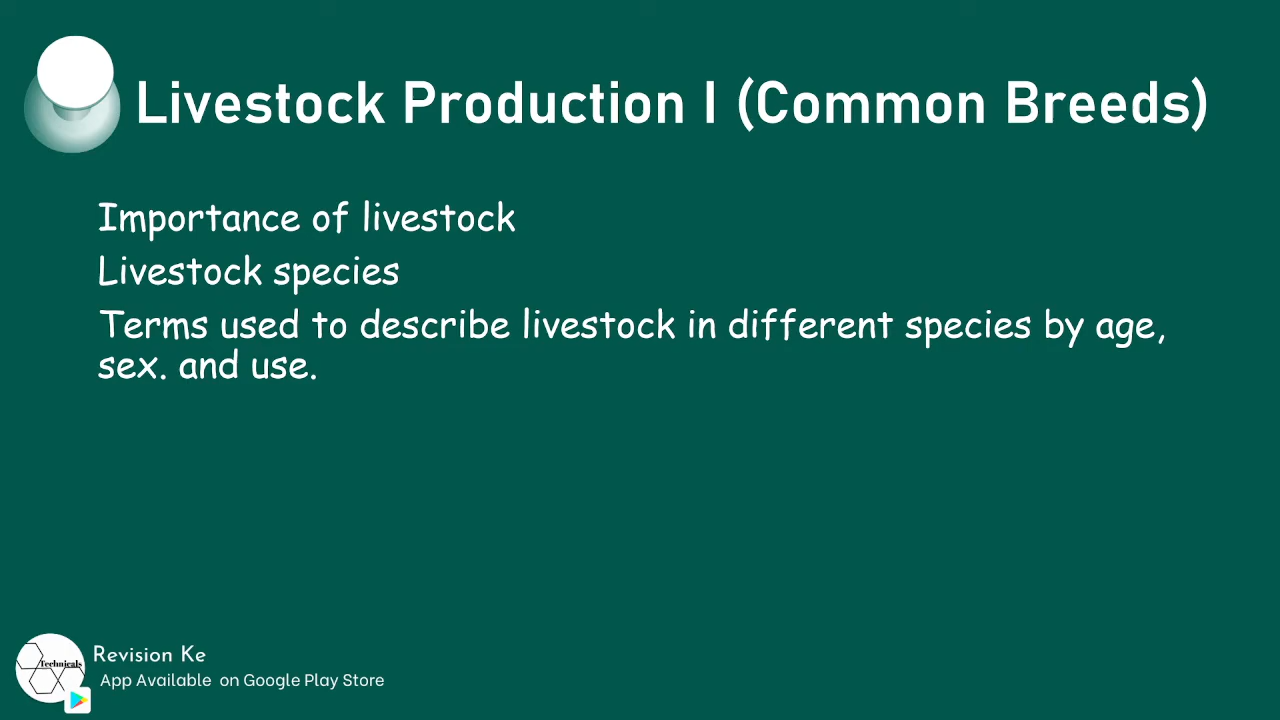 Livestock Production I (Common Breeds)
Importance of livestock
Livestock species
Terms used to describe livestock in different species by age,
sex. and use.
Technicals
Revision Ke
App Available on Google Play Store